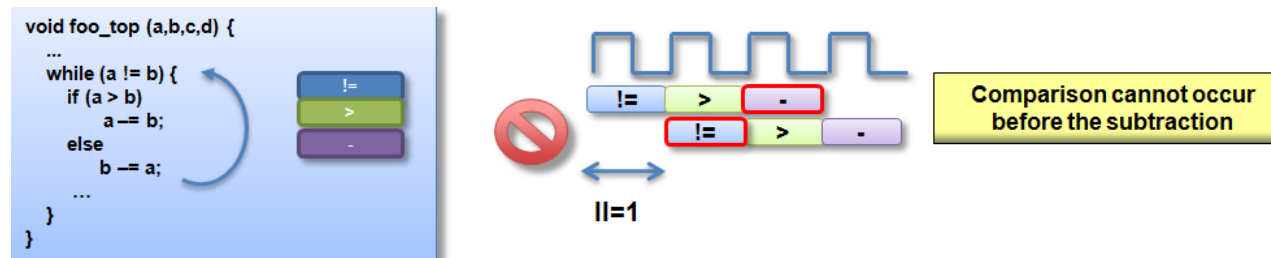 void foo_top (a,b,c,d) {
...
while (a != b) {
if (a > b)
a –= b;
else
b –= a;
...
}
}
!=
>
-
!= > -
!= > -
II=1
Comparison cannot occur
before the subtraction